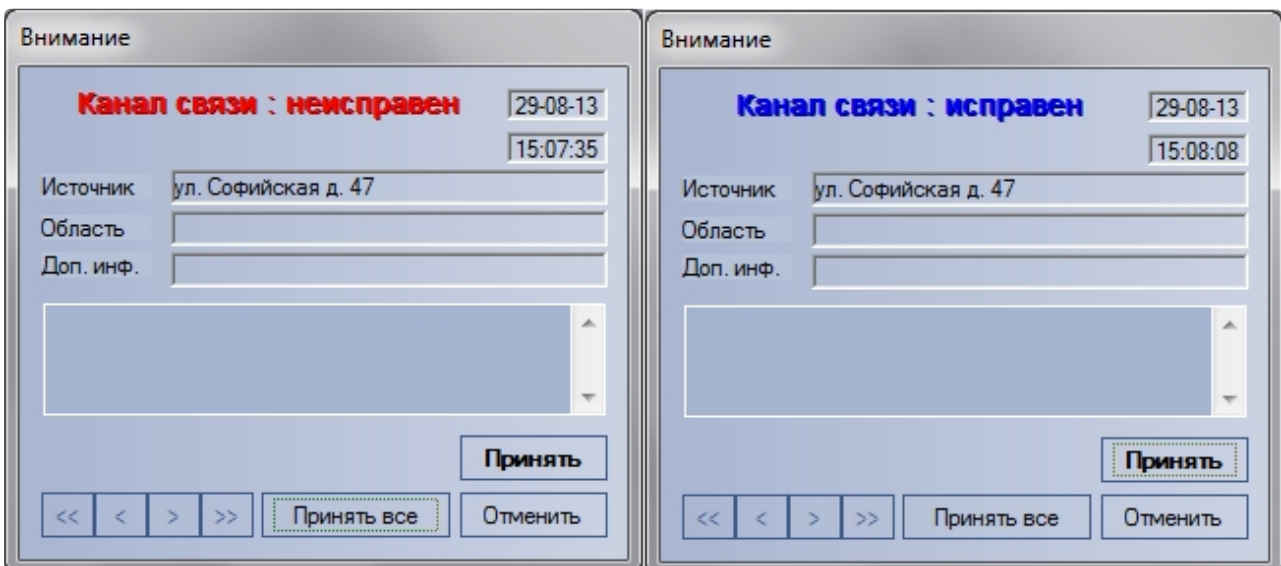 Внимание
Канал связи : неисправен
29-08-13
15:07:35
Источник ул. Софийская д. 47
Область
Доп. инф.
Принять
<< < > >> Принять все Отменить
Внимание
Канал связи : исправен
29-08-13
15:08:08
Источник ул. Софийская д. 47
Область
Доп. инф.
Принять
<< < > >> Принять все Отменить